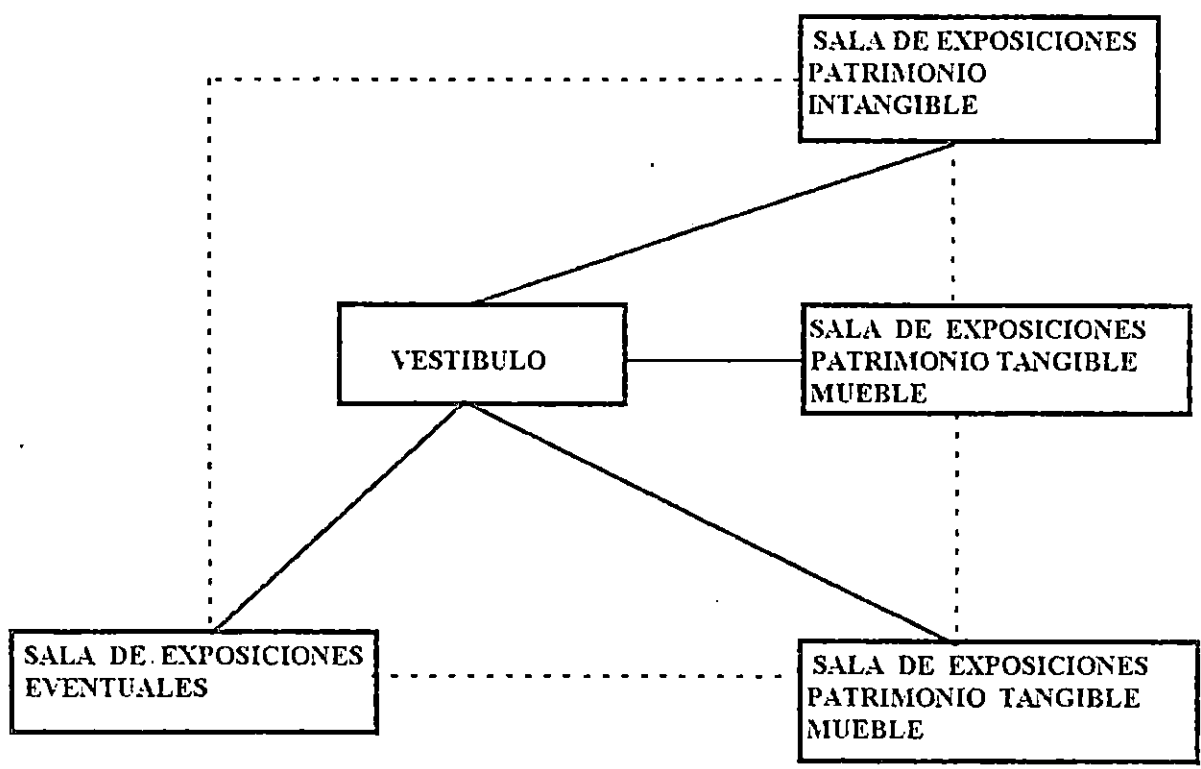 SALA DE EXPOSICIONES
PATRIMONIO
INTANGIBLE
VESTIBULO
SALA DE EXPOSICIONES
PATRIMONIO TANGIBLE
MUEBLE
SALA DE EXPOSICIONES
EVENTUALES
SALA DE EXPOSICIONES
PATRIMONIO TANGIBLE
MUEBLE